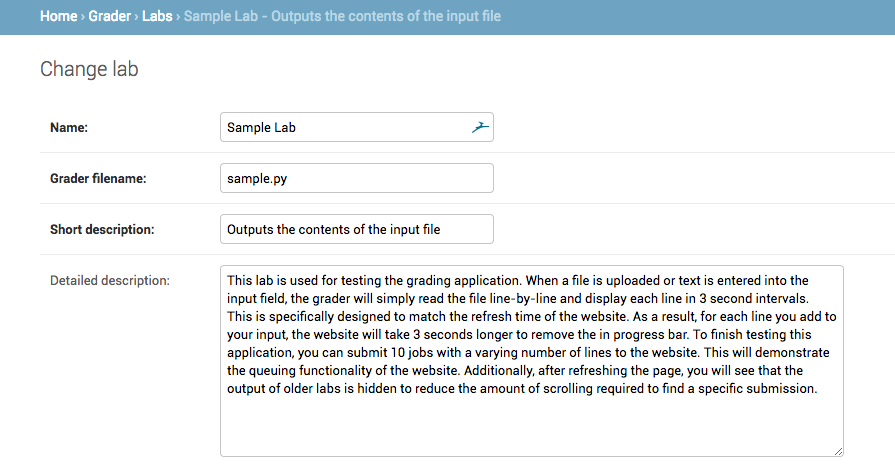 Home › Grader › Labs › Sample Lab - Outputs the contents of the input file
Change lab
Name:
Sample Lab
Grader filename:
sample.py
Short description:
Outputs the contents of the input file
Detailed description:
This lab is used for testing the grading application. When a file is uploaded or text is entered into the
input field, the grader will simply read the file line-by-line and display each line in 3 second intervals.
This is specifically designed to match the refresh time of the website. As a result, for each line you add to
your input, the website will take 3 seconds longer to remove the in progress bar. To finish testing this
application, you can submit 10 jobs with a varying number of lines to the website. This will demonstrate
the queuing functionality of the website. Additionally, after refreshing the page, you will see that the
output of older labs is hidden to reduce the amount of scrolling required to find a specific submission.